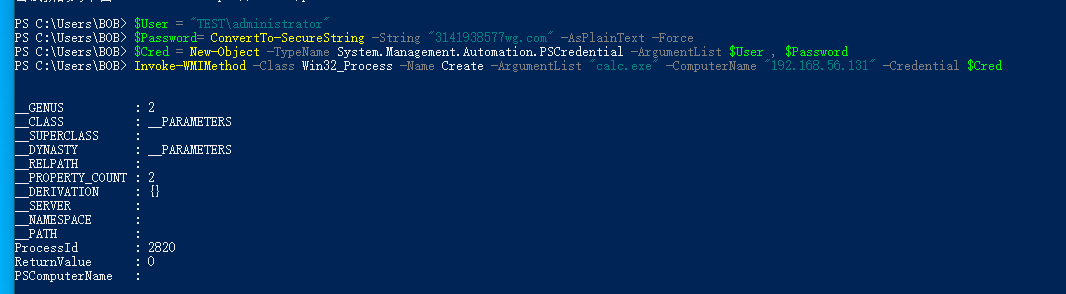 PS C:\Users\BOB> $User = "TEST\administrator"
PS C:\Users\BOB> $Password= ConvertTo-SecureString -String "3141938577wg.com" -AsPlainText -Force
PS C:\Users\BOB> $Cred = New-Object -TypeName System.Management.Automation.PSCredential -ArgumentList $User , $Password
PS C:\Users\BOB> Invoke-WMIMethod -Class Win32_Process -Name Create -ArgumentList "calc.exe" -ComputerName "192.168.56.131" -Credential $Cred
__GENUS : 2
__CLASS : __PARAMETERS
__SUPERCLASS :
__DYNASTY : __PARAMETERS
__RELPATH :
__PROPERTY_COUNT : 2
__DERIVATION : {}
__SERVER :
__NAMESPACE :
__PATH :
ProcessId : 2820
ReturnValue : 0
PSComputerName :